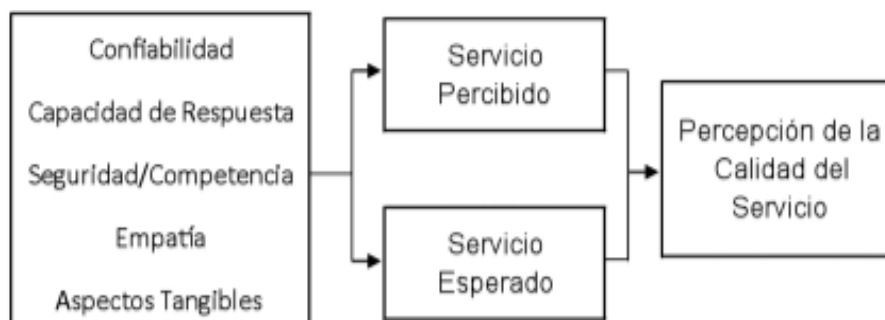 Confiabilidad
Capacidad de Respuesta
Seguridad/Competencia
Empatía
Aspectos Tangibles
Servicio
Percibido
Servicio
Esperado
Percepción de la
Calidad del
Servicio